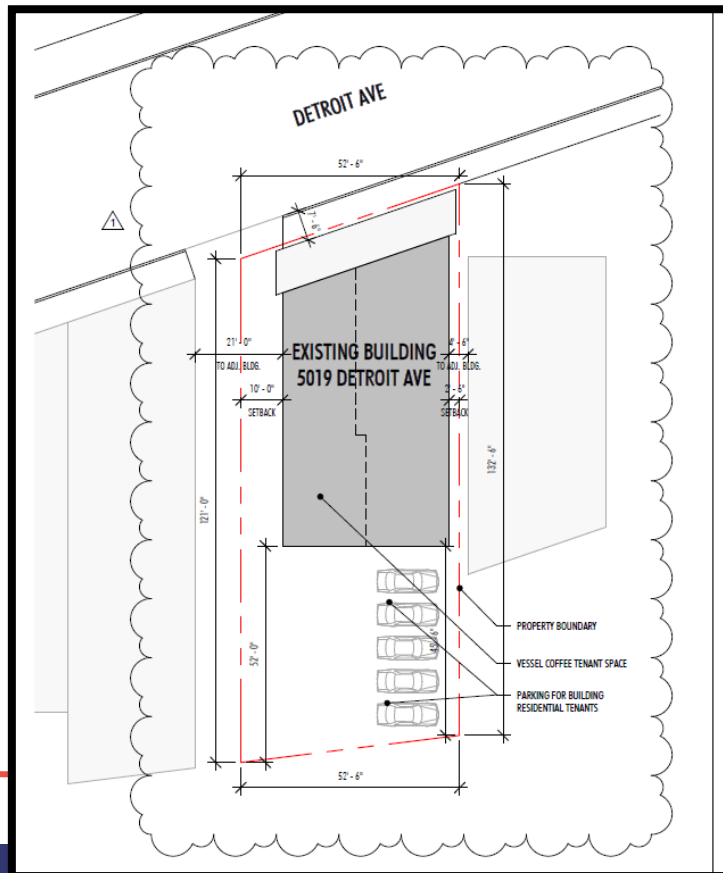 DETROIT AVE
52' - 6"
1
7' - 6"
21' - 0"
TO ADJ. BLDG.
EXISTING BUILDING
5019 DETROIT AVE
4' - 6"
TO ADJ. BLDG.
10' - 0"
SETBACK
2' - 6"
SETBACK
132' - 6"
121' - 0"
52' - 0"
PROPERTY BOUNDARY
VESSEL COFFEE TENANT SPACE
PARKING FOR BUILDING
RESIDENTIAL TENANTS
52' - 6"